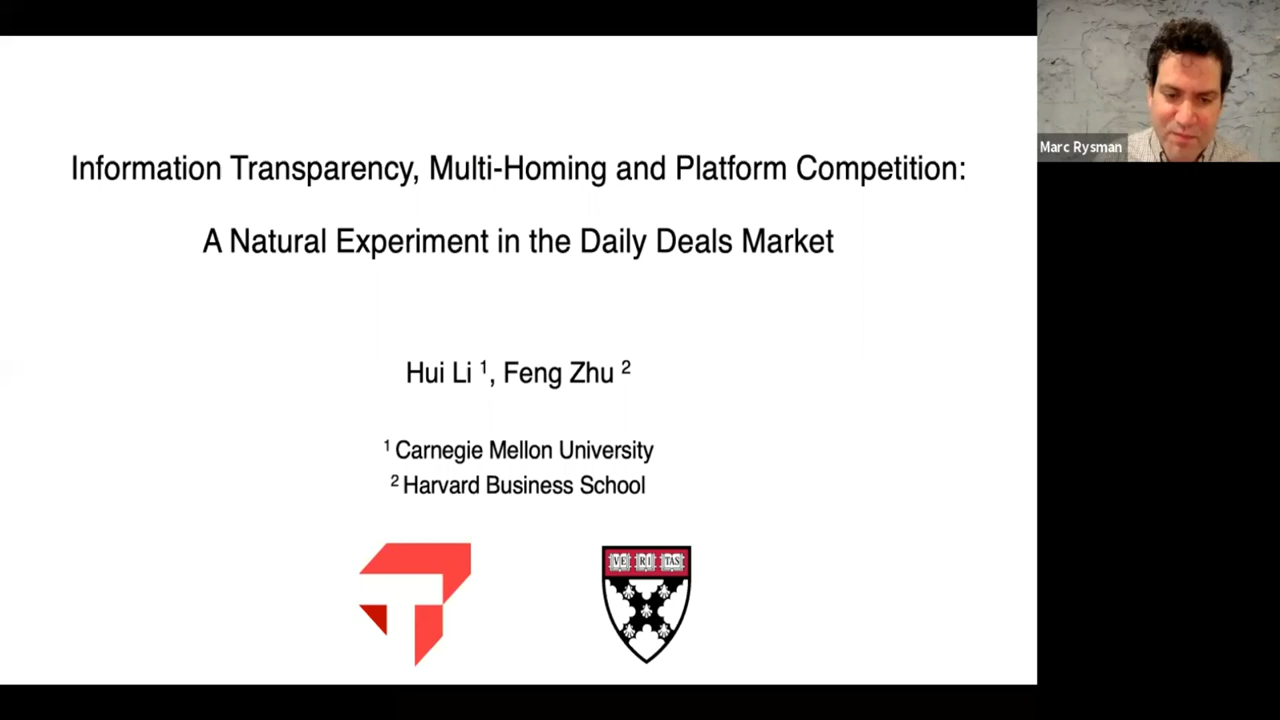 Information Transparency, Multi-Homing and Platform Competition:
A Natural Experiment in the Daily Deals Market
Hui Li 1, Feng Zhu 2
1 Carnegie Mellon University
2 Harvard Business School
VE RI TAS
Marc Rysman